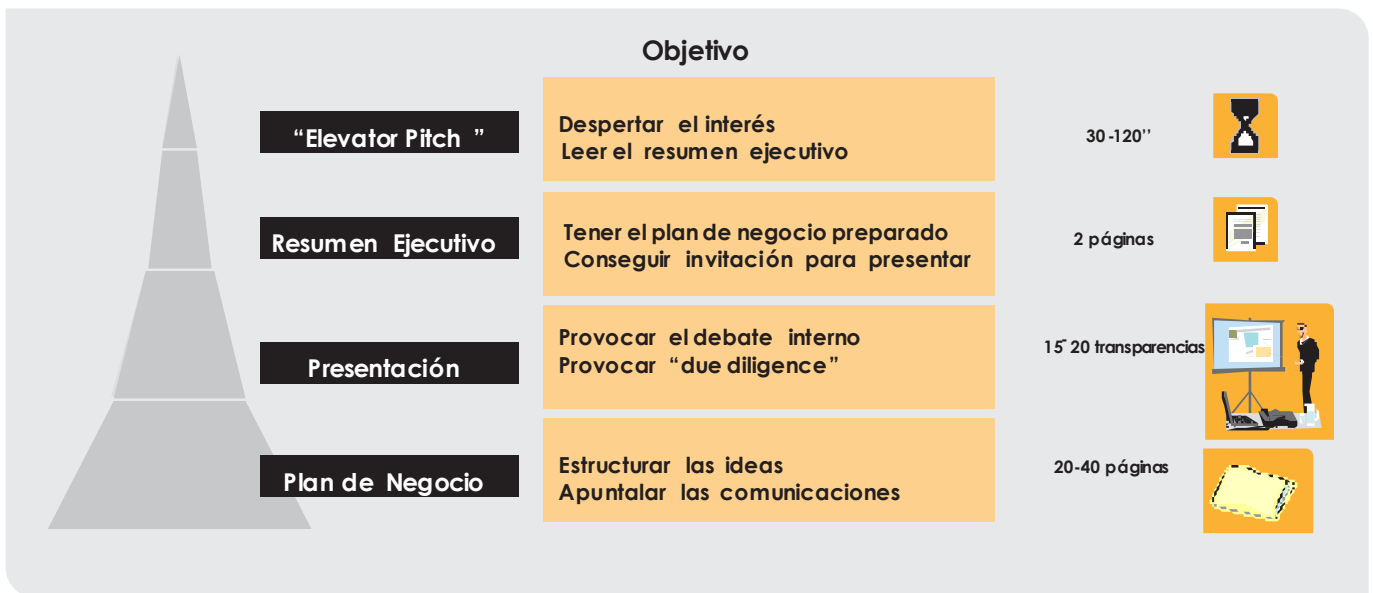 Objetivo
“Elevator Pitch ”
Despertar el interés
Leer el resumen ejecutivo
30-120’’
Resumen Ejecutivo
Tener el plan de negocio preparado
Conseguir invitación para presentar
2 páginas
Presentación
Provocar el debate interno
Provocar “due diligence”
15‾20 transparencias
Plan de Negocio
Estructurar las ideas
Apuntalar las comunicaciones
20-40 páginas